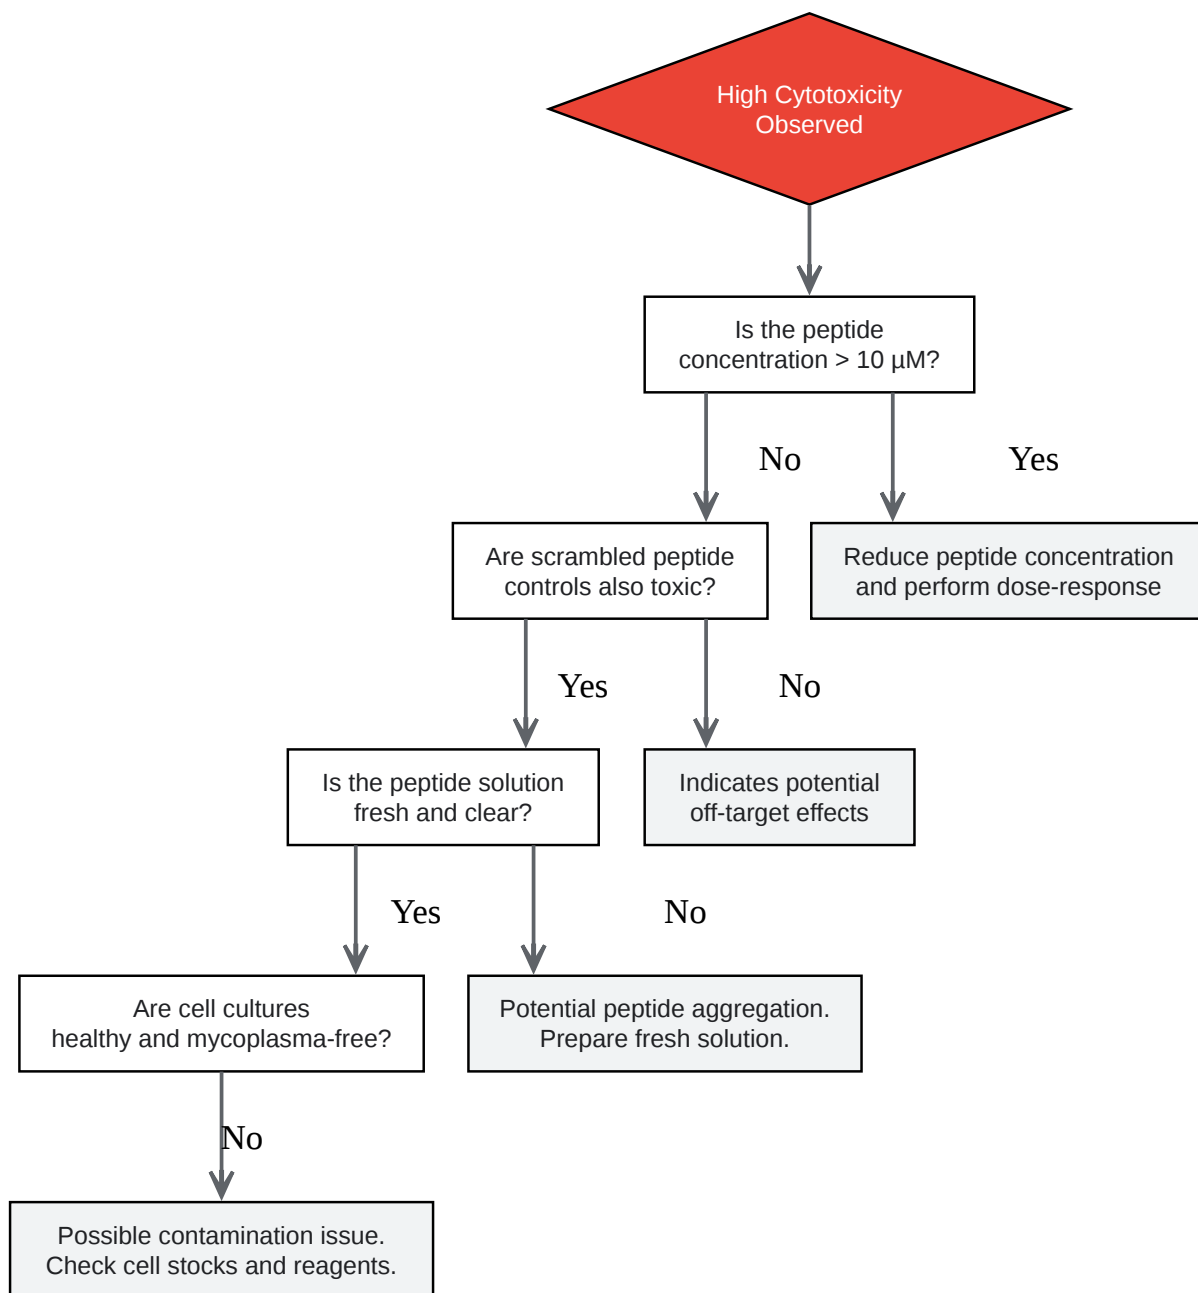 High Cytotoxicity
Observed
Is the peptide
concentration > 10 µM?
No
Yes
Are scrambled peptide
controls also toxic?
Reduce peptide concentration
and perform dose-response
Yes
No
Is the peptide solution
fresh and clear?
Indicates potential
off-target effects
Yes
No
Are cell cultures
healthy and mycoplasma-free?
Potential peptide aggregation.
Prepare fresh solution.
No
Possible contamination issue.
Check cell stocks and reagents.